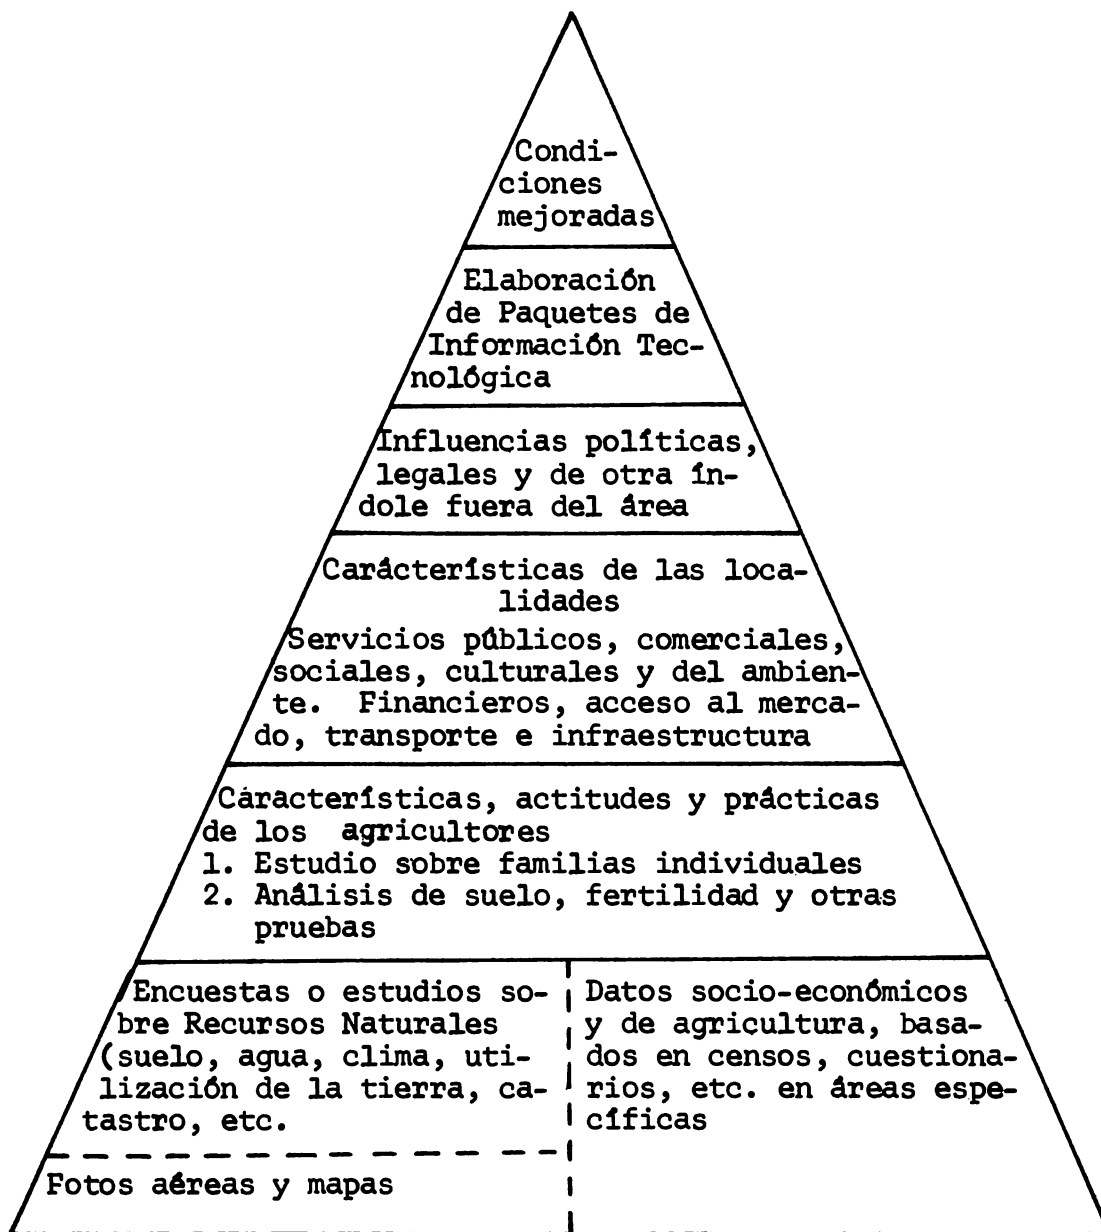 Condi-
ciones
mejoradas
Elaboración
de Paquetes de
Información Tec-
nológica
Influencias políticas,
legales y de otra ín-
dole fuera del área
Carácterísticas de las loca-
lidades
Servicios públicos, comerciales,
sociales, culturales y del ambien-
te. Financieros, acceso al merca-
do, transporte e infraestructura
Características, actitudes y prácticas
de los agricultores
1. Estudio sobre familias individuales
2. Análisis de suelo, fertilidad y otras
pruebas
Encuestas o estudios so-
bre Recursos Naturales
(suelo, agua, clima, uti-
lización de la tierra, ca-
tastro, etc.
Fotos aéreas y mapas
Datos socio-económicos
y de agricultura, basa-
dos en censos, cuestiona-
rios, etc. en áreas espe-
cíficas